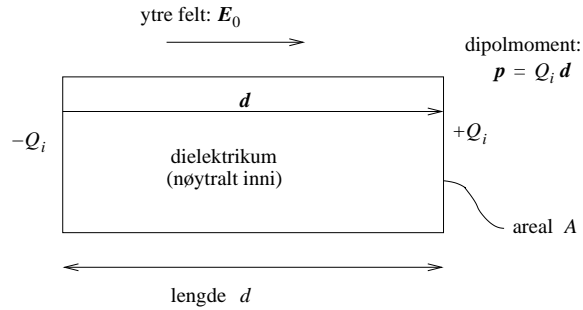 ytre felt: E₀
dipolmoment:
p = Qᵢ d
d
−Qᵢ
+Qᵢ
dielektrikum
(nøytralt inni)
areal A
lengde d